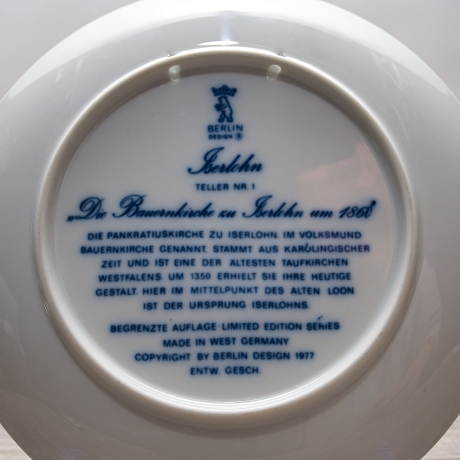 BERLIN
DESIGN ®
Iserlohn
TELLER NR. 1
„Die Bauernkirche zu Iserlohn um 1860"
DIE PANKRATIUSKIRCHE ZU ISERLOHN, IM VOLKSMUND
BAUERNKIRCHE GENANNT, STAMMT AUS KAROLINGISCHER
ZEIT UND IST EINE DER ÄLTESTEN TAUFKIRCHEN
WESTFALENS. UM 1350 ERHIELT SIE IHRE HEUTIGE
GESTALT. HIER IM MITTELPUNKT DES ALTEN LOON
IST DER URSPRUNG ISERLOHNS.
BEGRENZTE AUFLAGE LIMITED EDITION SERIES
MADE IN WEST GERMANY
COPYRIGHT BY BERLIN DESIGN 1977
ENTW. GESCH.